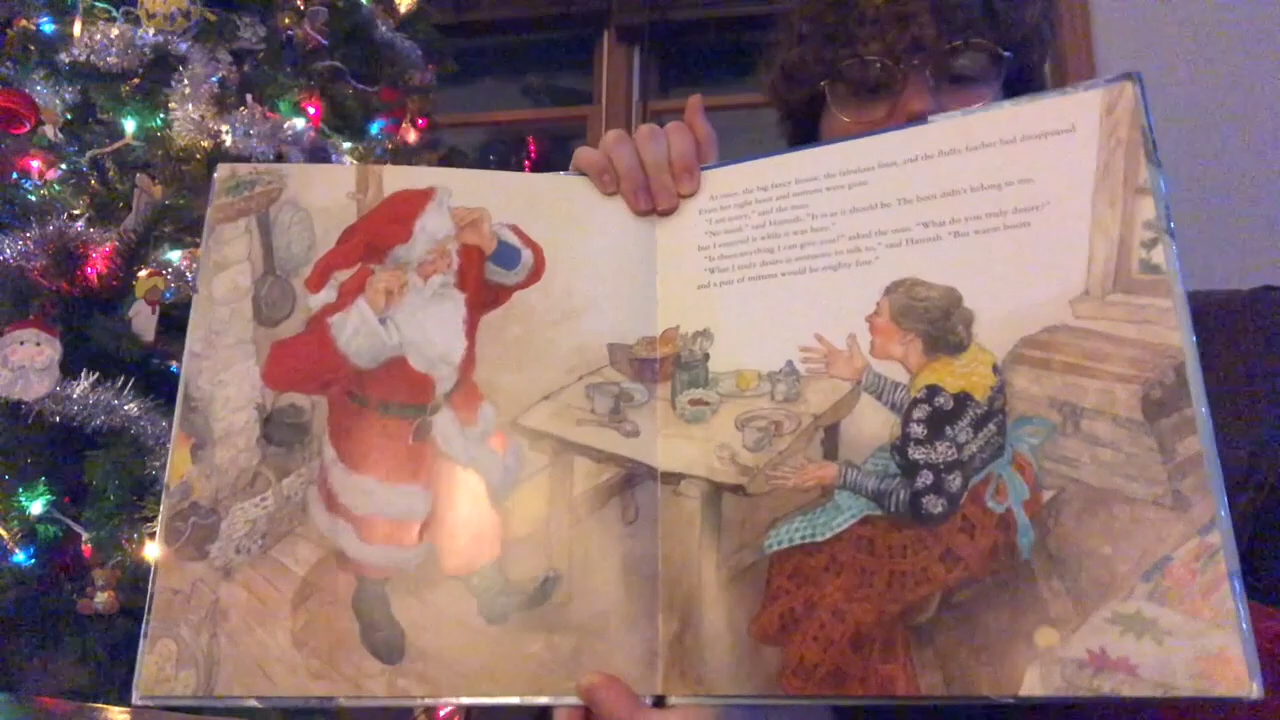 At once, the big fancy house, the fabulous feast, and the fluffy feather bed disappeared.
Even her right boot and mittens were gone.
"I am sorry," said the man.
"No need," said Hannah. "It is as it should be. The boot didn't belong to me,
but I enjoyed it while it was here."
"Is there anything I can give you?" asked the man. "What do you truly desire?"
"What I truly desire is someone to talk to," said Hannah. "But warm boots
and a pair of mittens would be mighty fine."